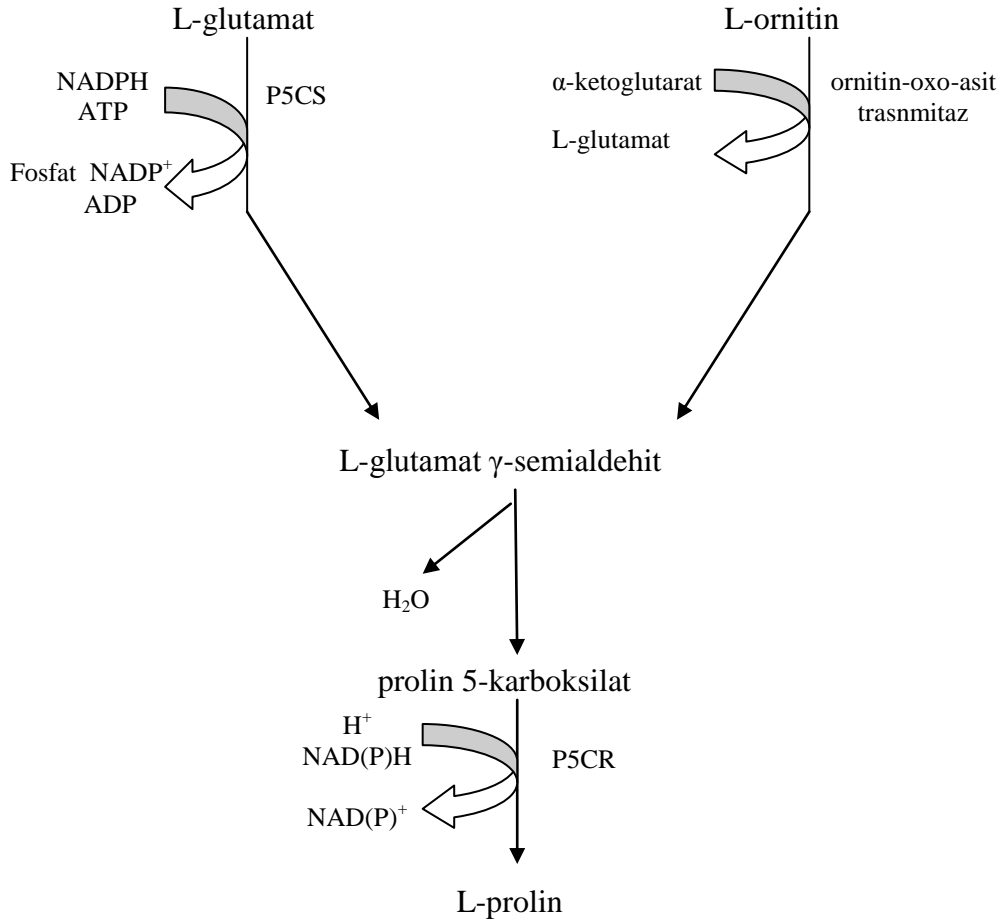 L-glutamat
L-ornitin
NADPH
ATP
P5CS
Fosfat NADP⁺
ADP
α-ketoglutarat
ornitin-oxo-asit
trasnmitaz
L-glutamat
L-glutamat γ-semialdehit
H₂O
prolin 5-karboksilat
H⁺
NAD(P)H
P5CR
NAD(P)⁺
L-prolin